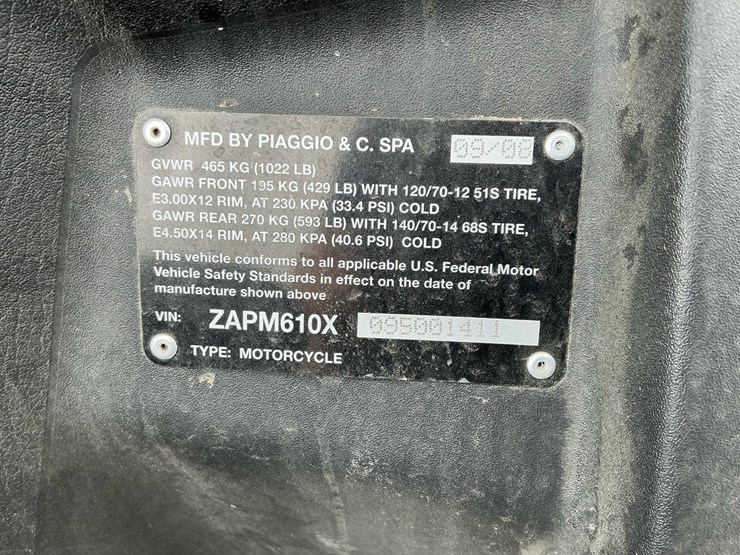 MFD BY PIAGGIO & C. SPA 09/08
GVWR 465 KG (1022 LB)
GAWR FRONT 195 KG (429 LB) WITH 120/70-12 51S TIRE,
E3.00X12 RIM, AT 230 KPA (33.4 PSI) COLD
GAWR REAR 270 KG (593 LB) WITH 140/70-14 68S TIRE,
E4.50X14 RIM, AT 280 KPA (40.6 PSI) COLD
This vehicle conforms to all applicable U.S. Federal Motor
Vehicle Safety Standards in effect on the date of
manufacture shown above
VIN: ZAPM610X 095001411
TYPE: MOTORCYCLE